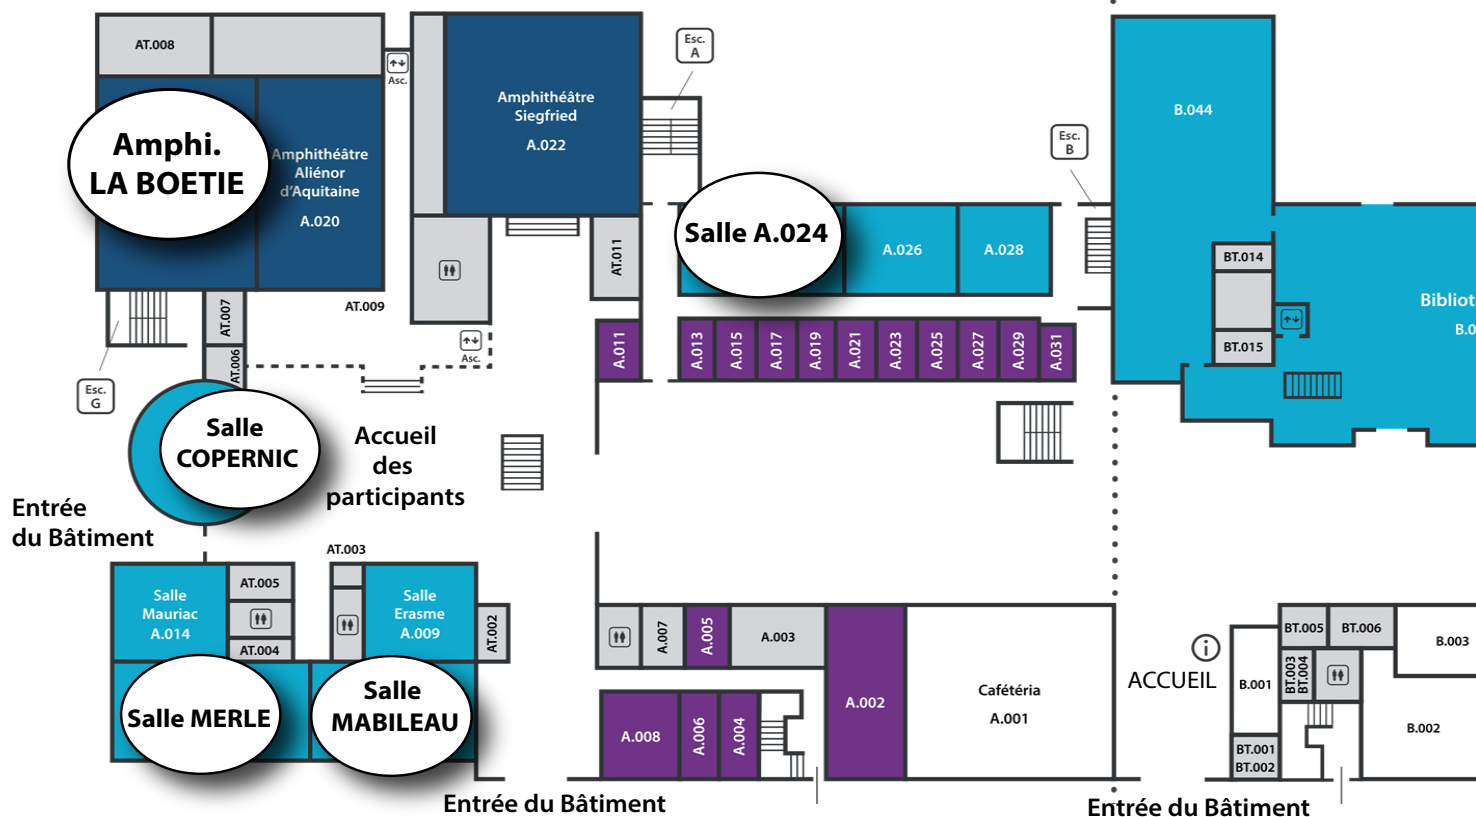 AT.008
Asc.
Esc.
A
Amphithéâtre
Siegfried
A.022
B.044
Amphi.
LA BOETIE
Amphithéâtre
Aliénor
d'Aquitaine
A.020
Esc.
B
Salle A.024
A.026
A.028
AT.011
BT.014
AT.007
AT.009
Asc.
AT.006
A.011
A.013
A.015
A.017
A.019
A.021
A.023
A.025
A.027
A.029
A.031
BT.015
Bibliot
B.0
Esc.
G
Salle
COPERNIC
Accueil
des
participants
Entrée
du Bâtiment
AT.003
Salle
Mauriac
A.014
AT.005
AT.004
Salle
Erasme
A.009
AT.002
A.007
A.005
A.003
Salle MERLE
Salle
MABILEAU
A.008
A.006
A.004
A.002
Cafétéria
A.001
ACCUEIL
B.001
BT.005
BT.006
BT.003
BT.004
B.003
B.002
BT.001
BT.002
Entrée du Bâtiment
Entrée du Bâtiment